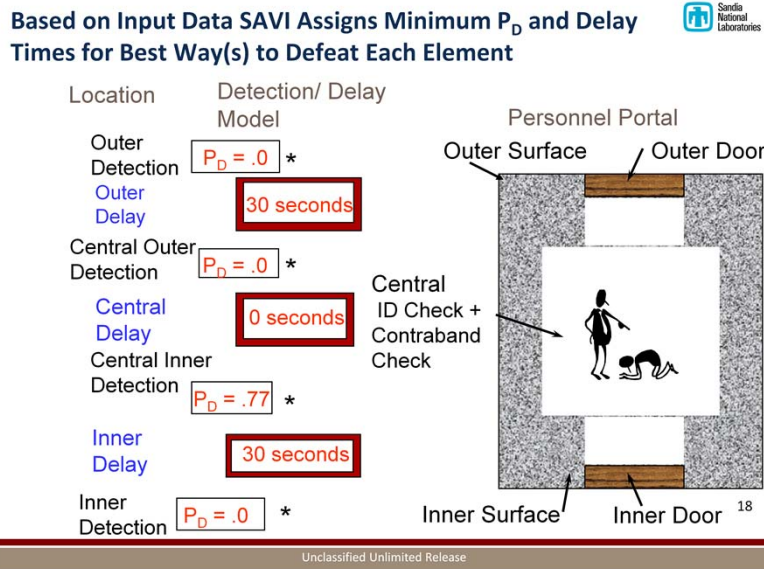 Based on Input Data SAVI Assigns Minimum PD and Delay
Times for Best Way(s) to Defeat Each Element
Sandia
National
Laboratories
Location
Detection/ Delay
Model
Personnel Portal
Outer
Detection
PD = .0 *
Outer
Delay
30 seconds
Central Outer
Detection
PD = .0 *
Central
Delay
0 seconds
Central Inner
Detection
PD = .77 *
Inner
Delay
30 seconds
Inner
Detection
PD = .0 *
Outer Surface
Outer Door
Central
ID Check +
Contraband
Check
Inner Surface
Inner Door
18
Unclassified Unlimited Release